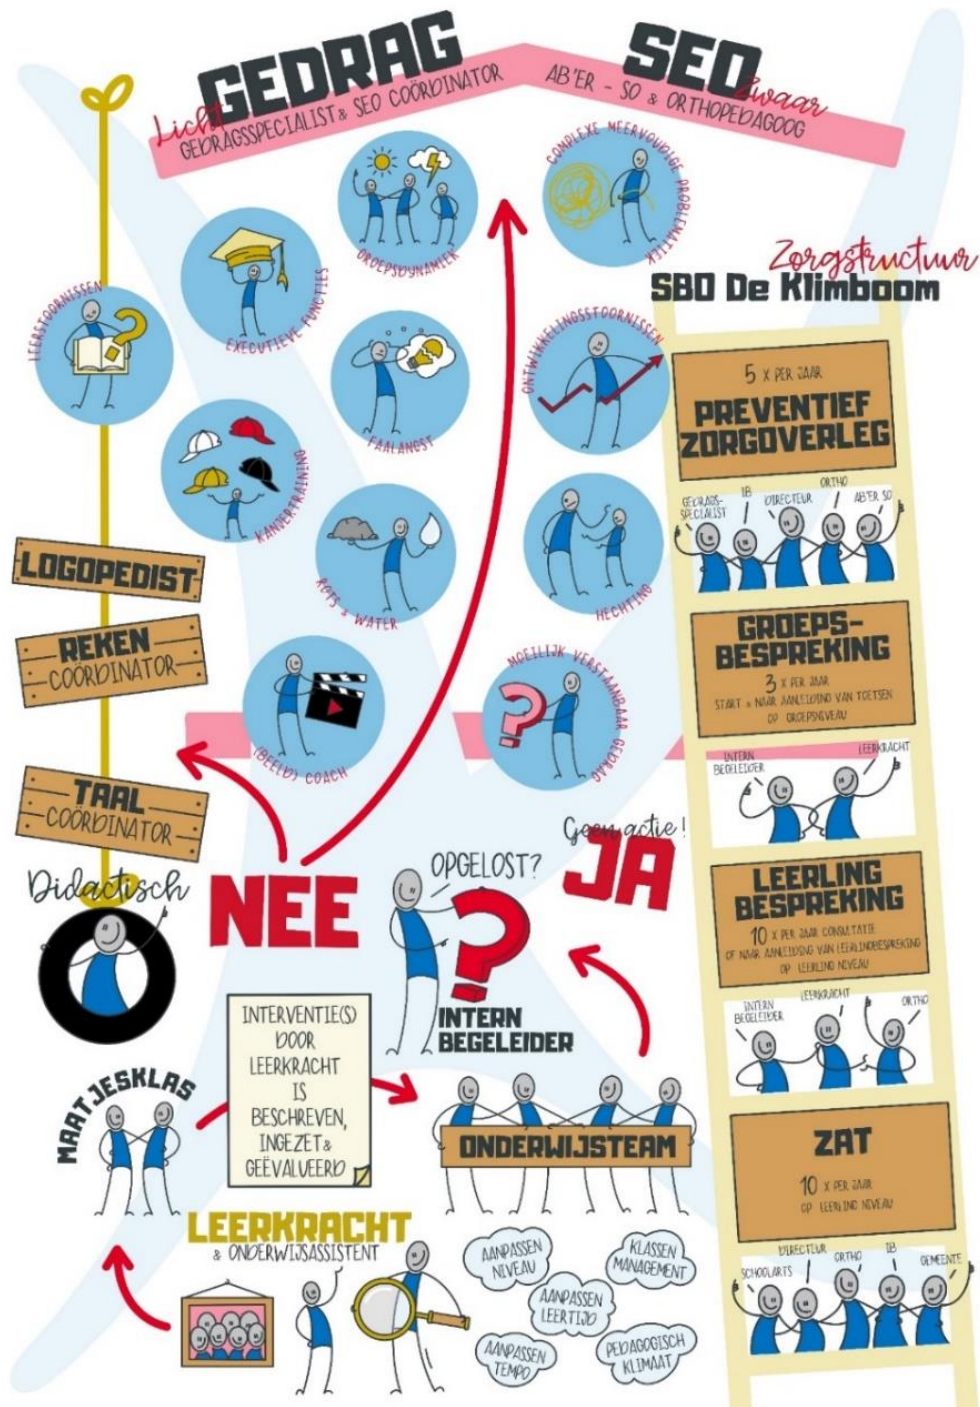 GEDRAG
Licht
GEDRAGSSPECIALIST & SEO COÖRDINATOR
SEO
Zwaar
AB'ER - SO & ORTHOPEDAGOOG
Zorgstructuur
SBO De Klimboom
GROEPSDYNAMIEK
COMPLEXE MEERVOUDIGE PROBLEMATIEK
EXECUTIEVE FUNCTIES
LEERSTOORNISSEN
FAALANGST
ONTWIKKELINGSSTOORNISSEN
KANJERTRAINING
ROTS & WATER
HECHTING
(BEELD) COACH
MOEILIJK VERSTAANBAAR GEDRAG
LOGOPEDIST
REKEN
COÖRDINATOR
TAAL
COÖRDINATOR
Didactisch
NEE
OPGELOST?
Geen actie!
JA
INTERN
BEGELEIDER
INTERVENTIE(S)
DOOR
LEERKRACHT
IS
BESCHREVEN,
INGEZET &
GEËVALUEERD
MAATJESKLAS
ONDERWIJSTEAM
LEERKRACHT
& ONDERWIJSASSISTENT
AANPASSEN
NIVEAU
KLASSEN
MANAGEMENT
AANPASSEN
LEERTIJD
AANPASSEN
TEMPO
PEDAGOGISCH
KLIMAAT
5 X PER JAAR
PREVENTIEF
ZORGOVERLEG
GEDRAGS-
SPECIALIST
IB
DIRECTEUR
ORTHO
AB'ER SO
GROEPS-
BESPREKING
3 X PER JAAR
START & NAAR AANLEIDING VAN TOETSEN
OP GROEPSNIVEAU
INTERN
BEGELEIDER
LEERKRACHT
LEERLING
BESPREKING
10 X PER JAAR CONSULTATIE
OF NAAR AANLEIDING VAN LEERLINGBESPREKING
OP LEERLING NIVEAU
INTERN
BEGELEIDER
LEERKRACHT
ORTHO
ZAT
10 X PER JAAR
OP LEERLING NIVEAU
SCHOOLARTS
DIRECTEUR
ORTHO
IB
GEMEENTE